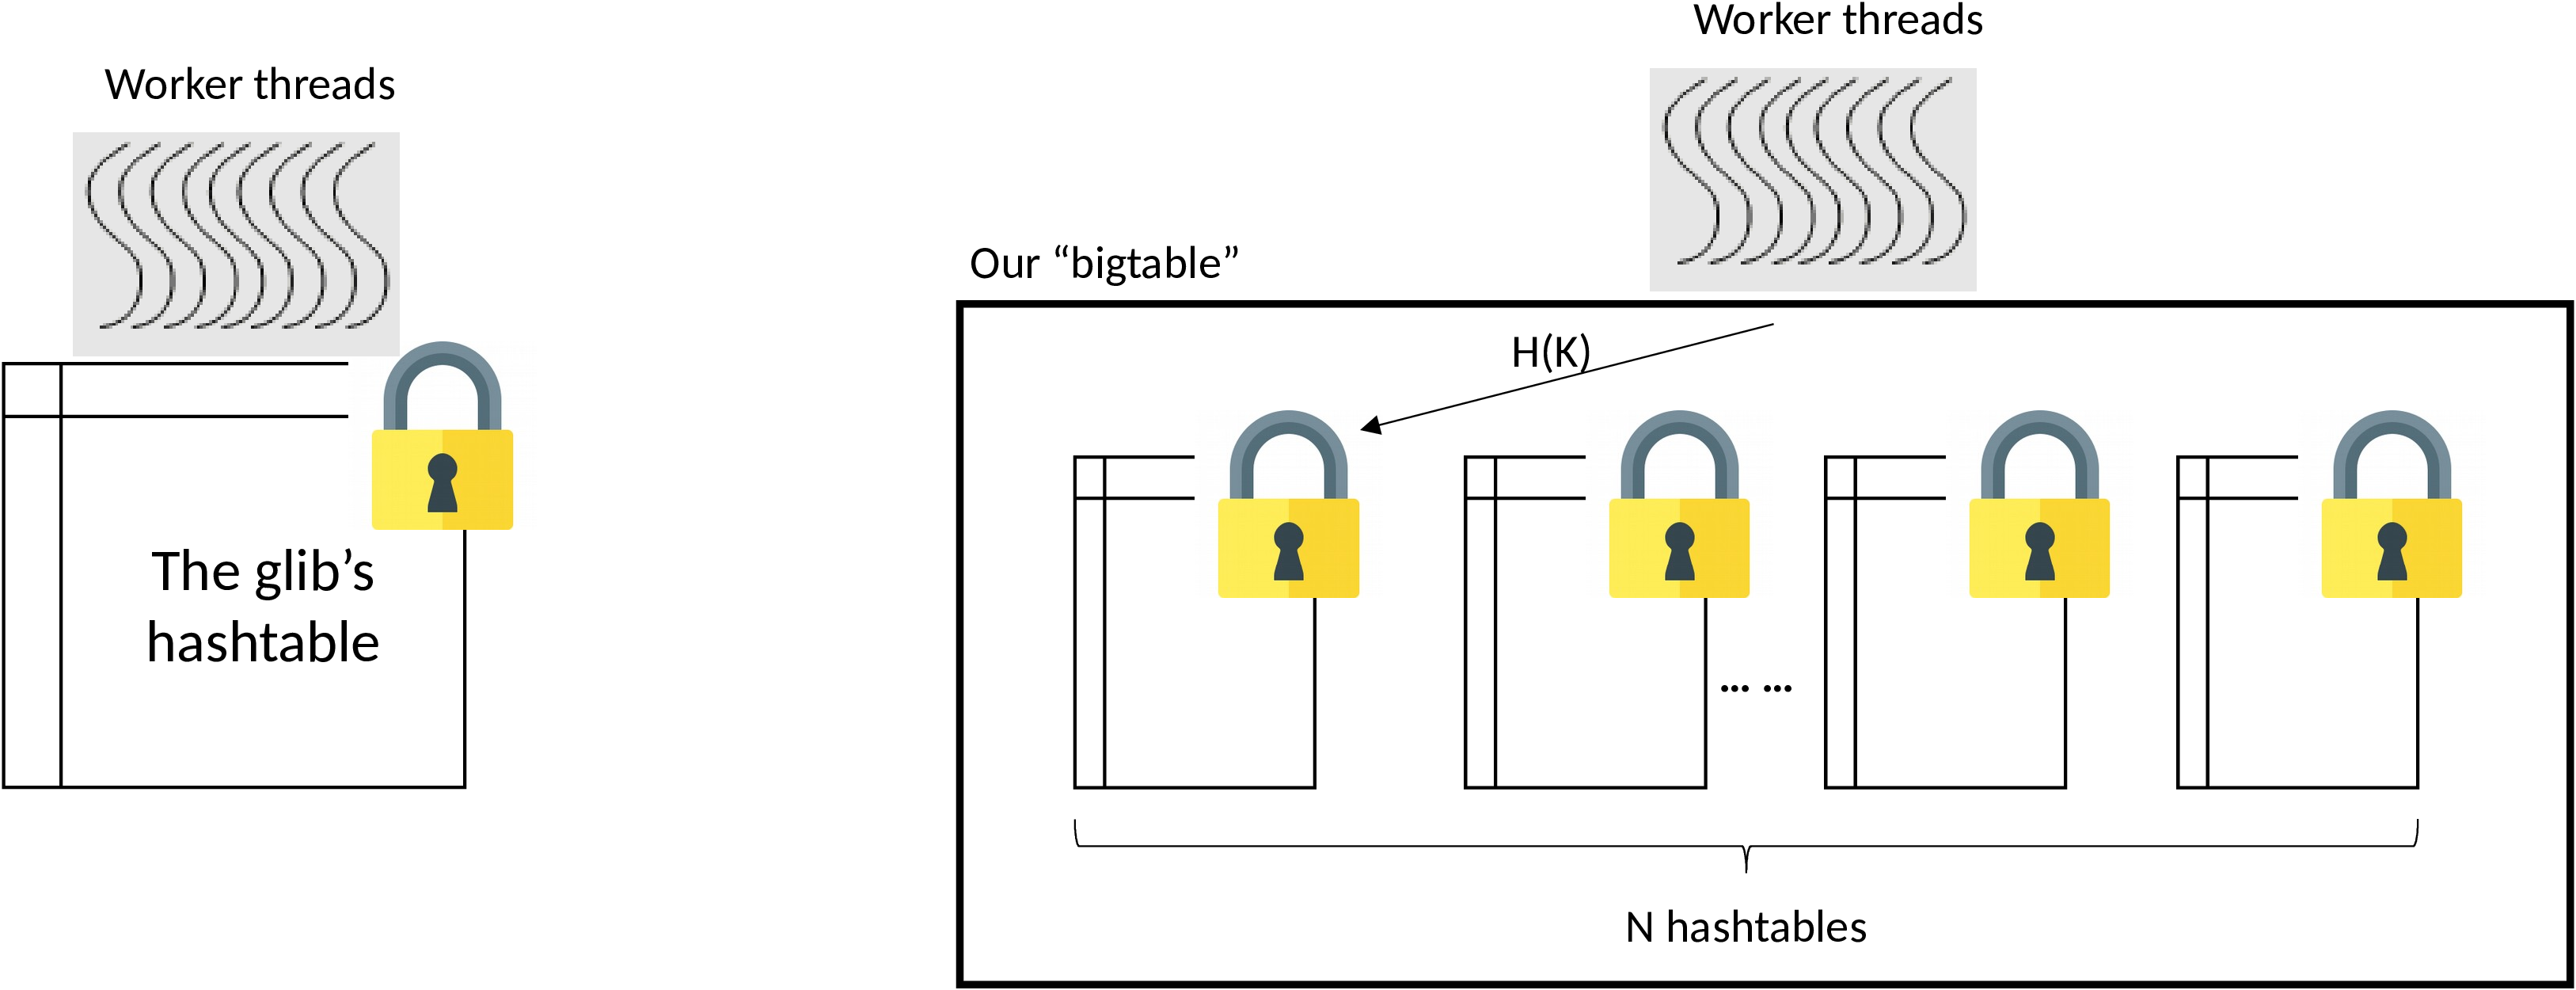 Worker threads
The glib’s
hashtable
Worker threads
Our “bigtable”
H(K)
... ...
N hashtables